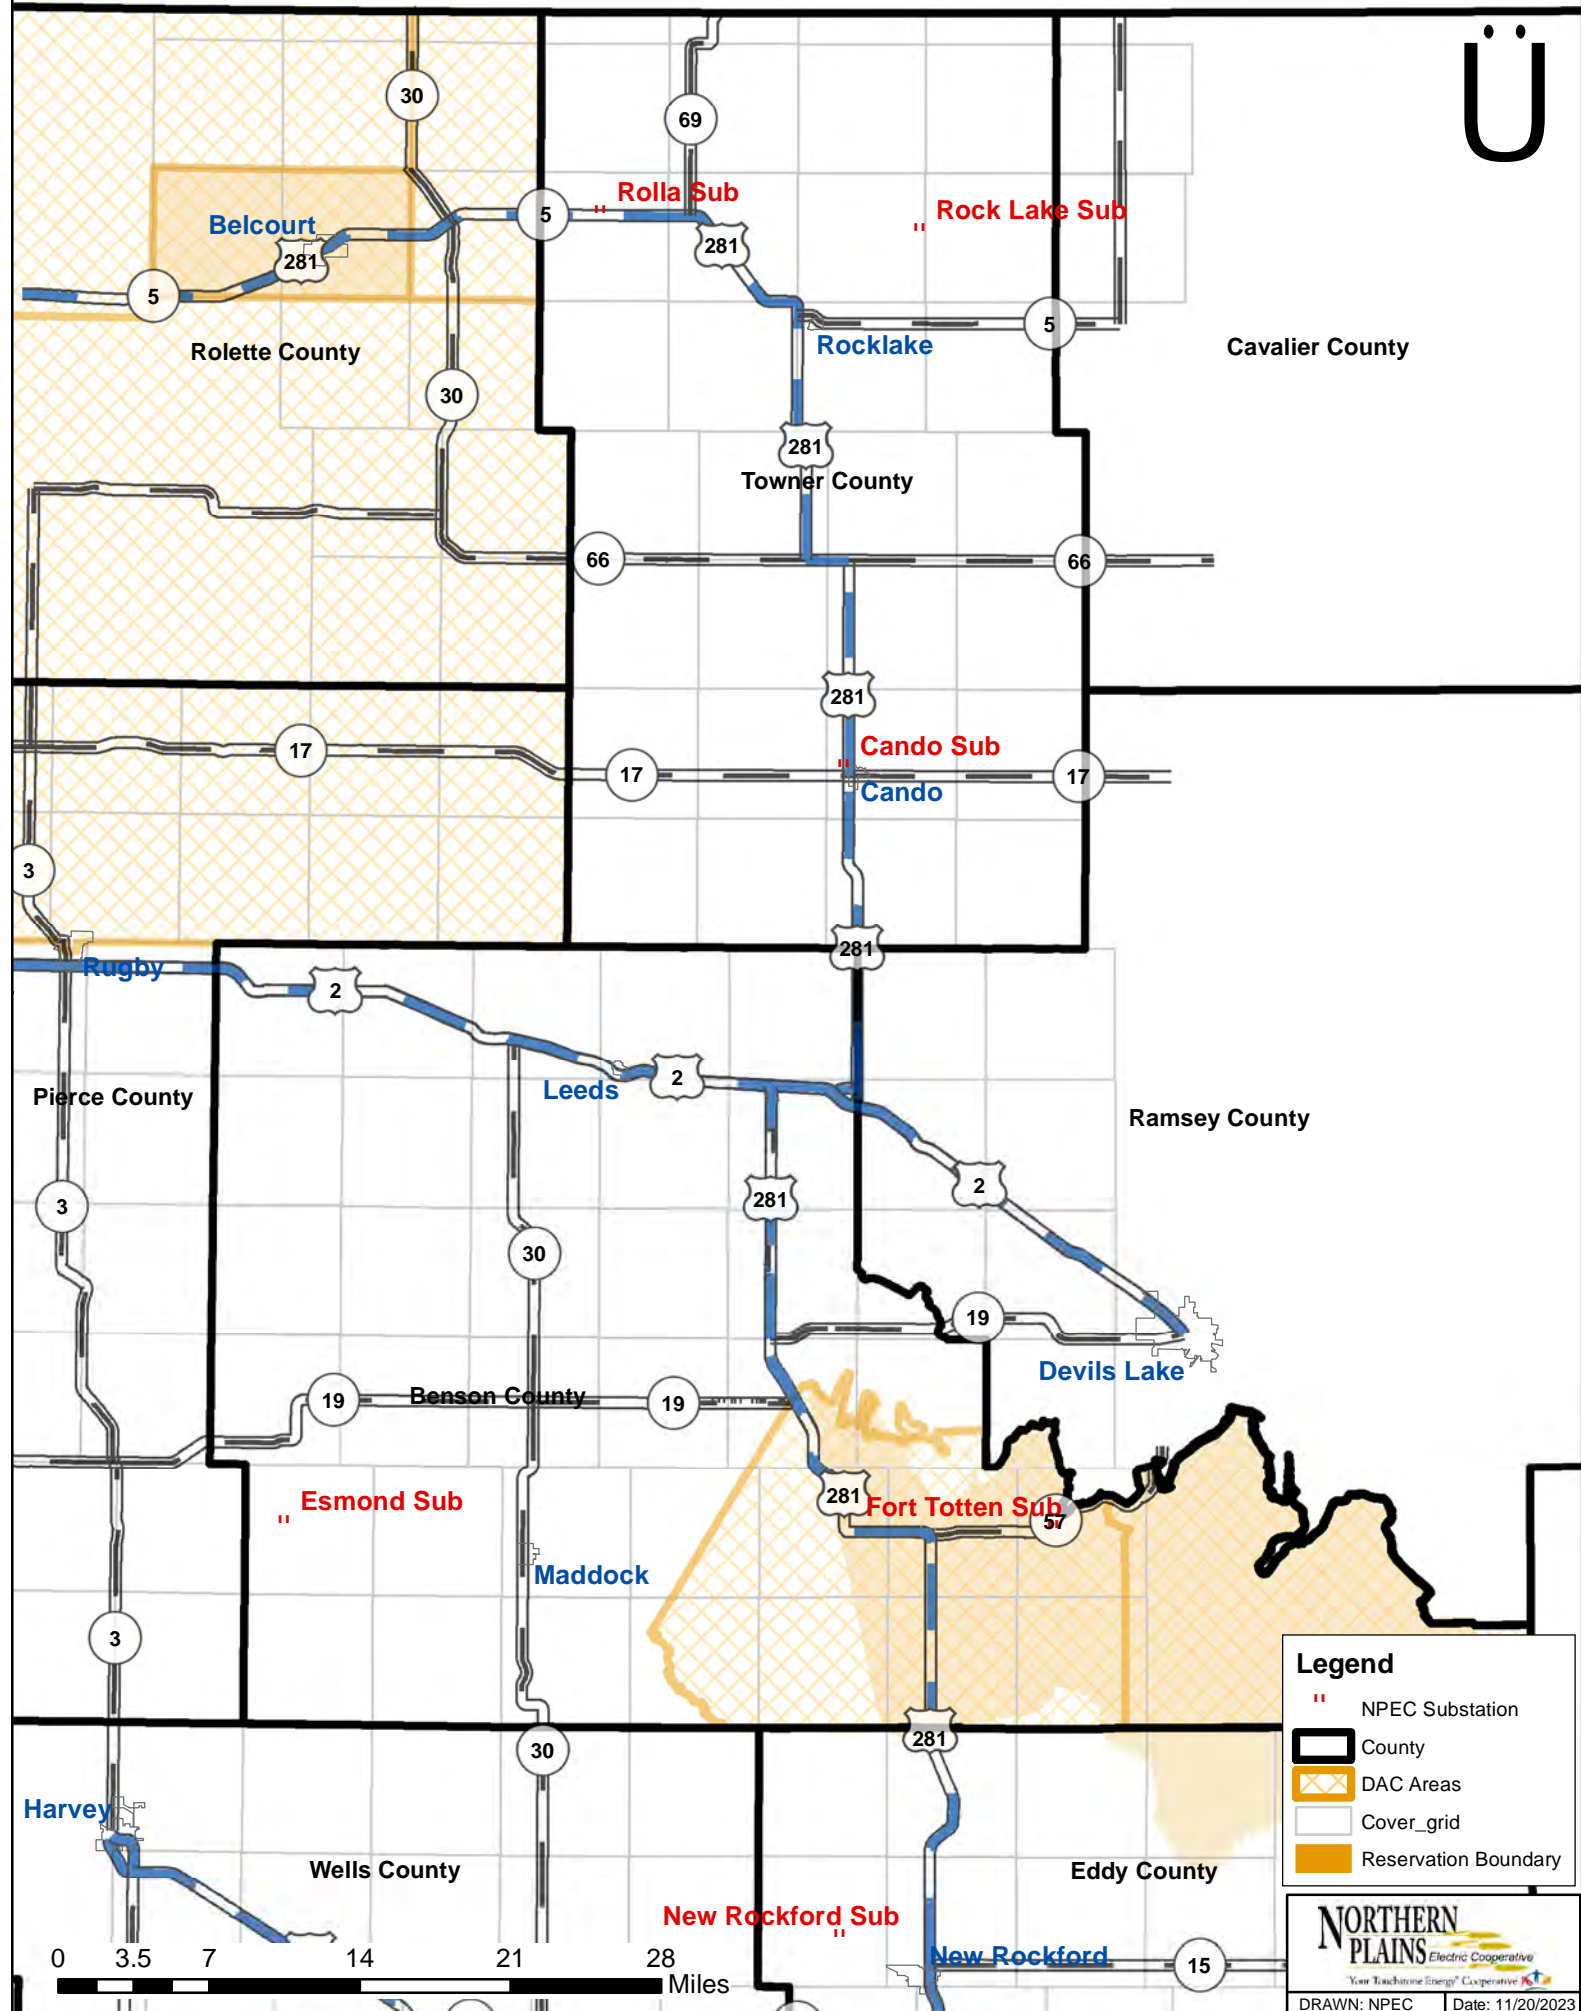 Ü
30
69
Rolla Sub
Rock Lake Sub
5
Belcourt
281
281
5
5
Rocklake
Rolette County
Cavalier County
30
281
Towner County
66
66
281
17
Cando Sub
17
17
Cando
3
281
Rugby
2
Leeds
2
Pierce County
Ramsey County
2
281
3
30
19
Devils Lake
19
Benson County
19
Esmond Sub
281
Fort Totten Sub
57
Maddock
3
281
30
Harvey
Wells County
Eddy County
New Rockford Sub
New Rockford
15
0 3.5 7 14 21 28
Miles
Legend
NPEC Substation
County
DAC Areas
Cover_grid
Reservation Boundary
NORTHERN
PLAINS Electric Cooperative
Your Touchstone Energy® Cooperative
DRAWN: NPEC
Date: 11/20/2023